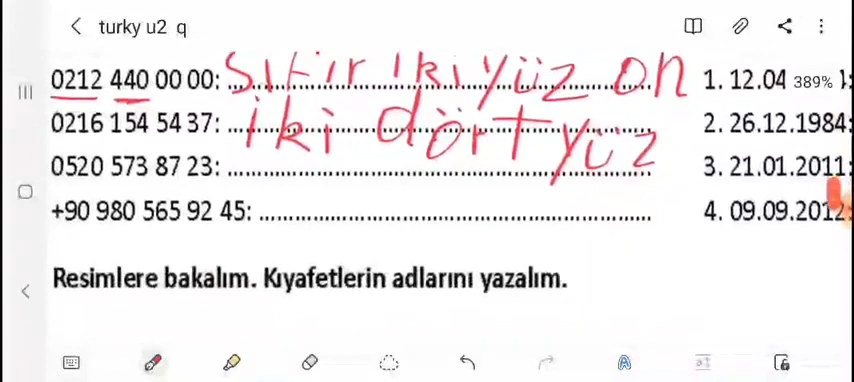 turky u2 q
0212 440 00 00: sıfır iki yüz on 1. 12.04 389% }:
0216 154 54 37: iki dört yüz 2. 26.12.1984:
0520 573 87 23: 3. 21.01.2011:
+90 980 565 92 45: 4. 09.09.2012:
Resimlere bakalım. Kıyafetlerin adlarını yazalım.